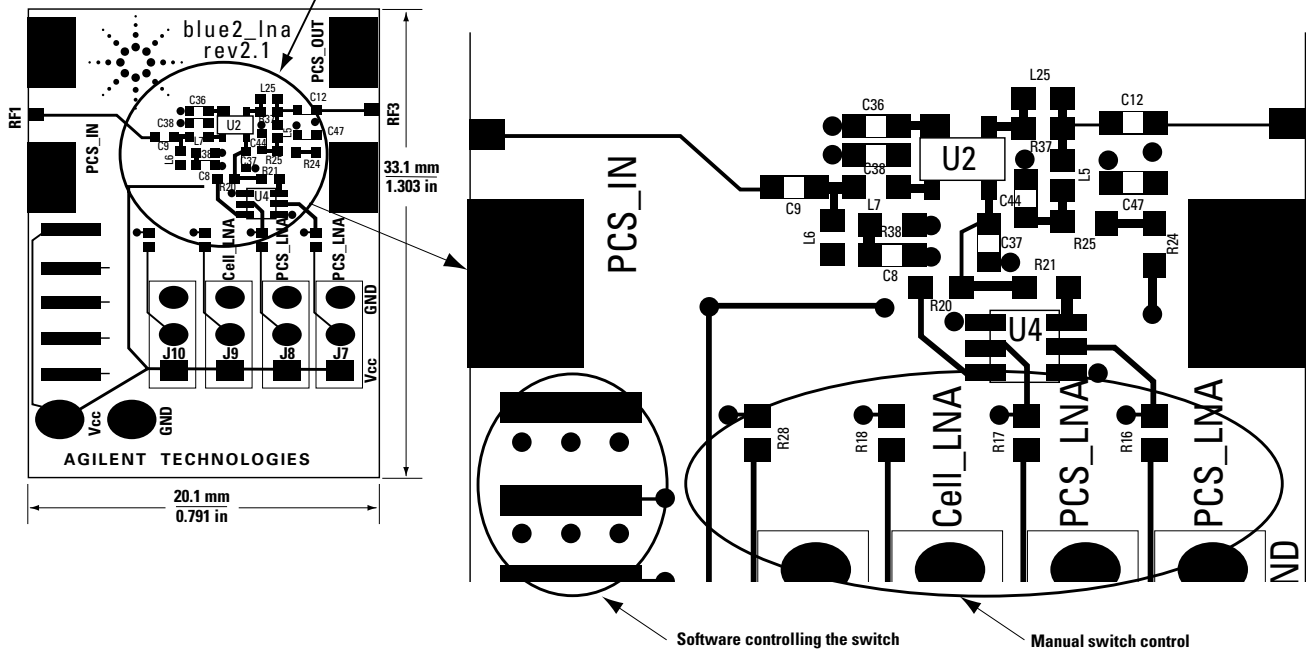 blue2_lna
rev2.1
PCS_OUT
RF1
RF3
PCS_IN
C36
L25
C12
C38
U2
R37
C9
L7
L5
C47
C44
L6
R38
C37
R25
R24
C8
R20
R21
U4
33.1 mm
1.303 in
Cell_LNA
PCS_LNA
PCS_LNA
GND
J10
J9
J8
J7
Vcc
Vcc
GND
AGILENT TECHNOLOGIES
20.1 mm
0.791 in
L25
C36
C12
U2
R37
C38
L5
C9
C44
C47
PCS_IN
L7
L6
R38
C37
R25
R24
C8
R21
R20
U4
R28
R18
Cell_LNA
R17
PCS_LNA
R16
PCS_LNA
ND
Software controlling the switch
Manual switch control